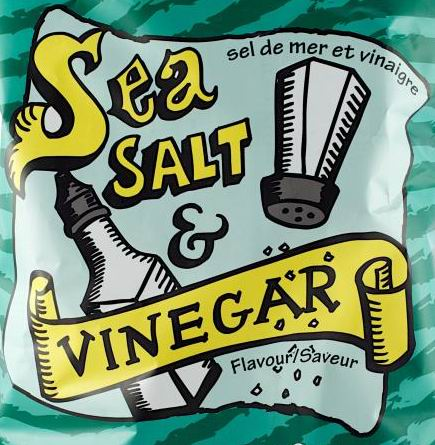 Sea
sel de mer et vinaigre
SALT
&
VINEGAR
Flavour/Saveur